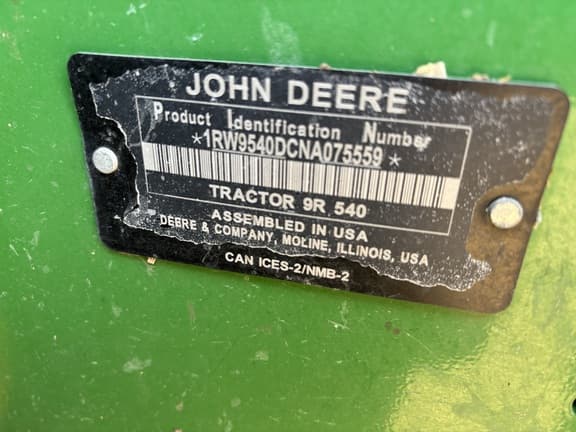 JOHN DEERE
Product Identification Number
*1RW9540DCNA075559*
TRACTOR 9R 540
ASSEMBLED IN USA
DEERE & COMPANY, MOLINE, ILLINOIS, USA
CAN ICES-2/NMB-2